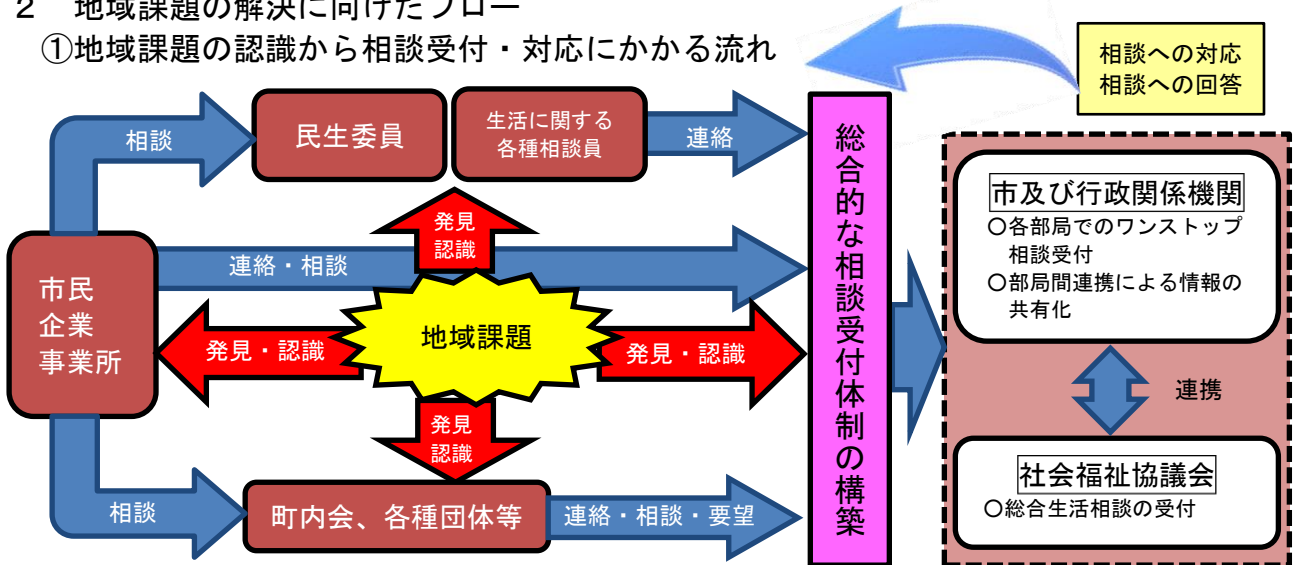 2 地域課題の解決に向けたフロー
①地域課題の認識から相談受付・対応にかかる流れ
相談への対応
相談への回答
相談
民生委員
生活に関する
各種相談員
連絡
発見
認識
連絡・相談
市民
企業
事業所
発見・認識
地域課題
発見・認識
発見
認識
相談
町内会、各種団体等
連絡・相談・要望
総合的な相談受付体制の構築
市及び行政関係機関
○各部局でのワンストップ
相談受付
○部局間連携による情報の
共有化
連携
社会福祉協議会
○総合生活相談の受付